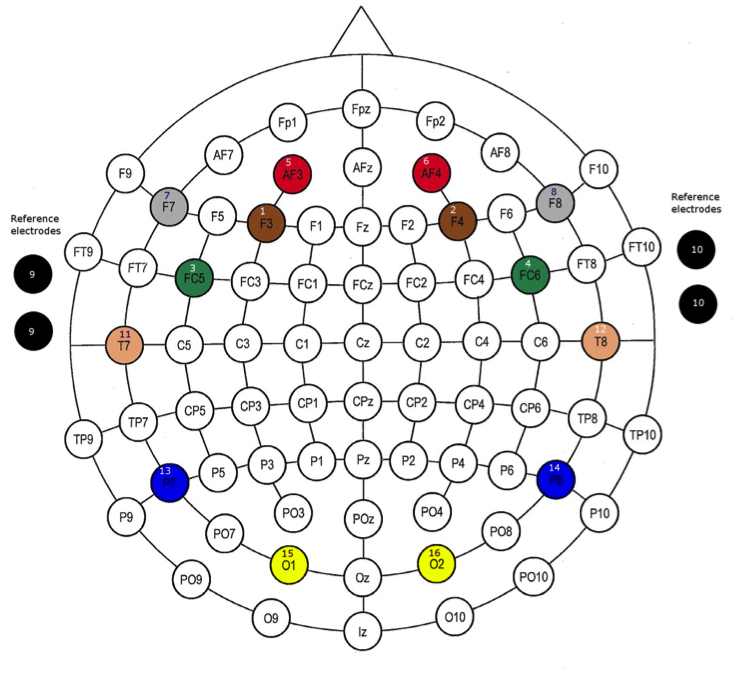 Fpz
Fp1
Fp2
AF7
AF8
AFz
5
AF3
6
AF4
F9
F10
7
F7
8
F8
F5
1
F3
F1
Fz
F2
2
F4
F6
Reference
electrodes
9
9
Reference
electrodes
10
10
FT9
FT7
3
FC5
FC3
FC1
FCz
FC2
FC4
4
FC6
FT8
FT10
11
T7
C5
C3
C1
Cz
C2
C4
C6
12
T8
TP9
TP7
CP5
CP3
CP1
CPz
CP2
CP4
CP6
TP8
TP10
13
P7
P5
P3
P1
Pz
P2
P4
P6
14
P8
P9
PO7
PO3
POz
PO4
PO8
P10
15
O1
16
O2
PO9
Oz
PO10
O9
Iz
O10